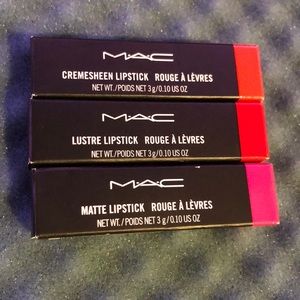 MAC
CREMESHEEN LIPSTICK ROUGE À LÈVRES
NET WT./POIDS NET 3 g/0.10 US OZ
MAC
LUSTRE LIPSTICK ROUGE À LÈVRES
NET WT./POIDS NET 3 g/0.10 US OZ
MAC
MATTE LIPSTICK ROUGE À LÈVRES
NET WT./POIDS NET 3 g/0.10 US OZ